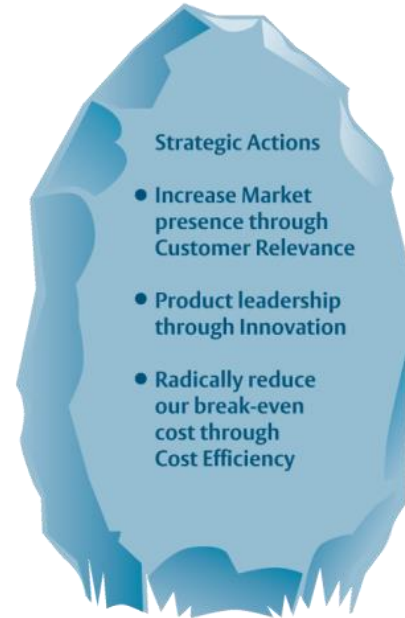 Strategic Actions
• Increase Market
presence through
Customer Relevance
• Product leadership
through Innovation
• Radically reduce
our break-even
cost through
Cost Efficiency